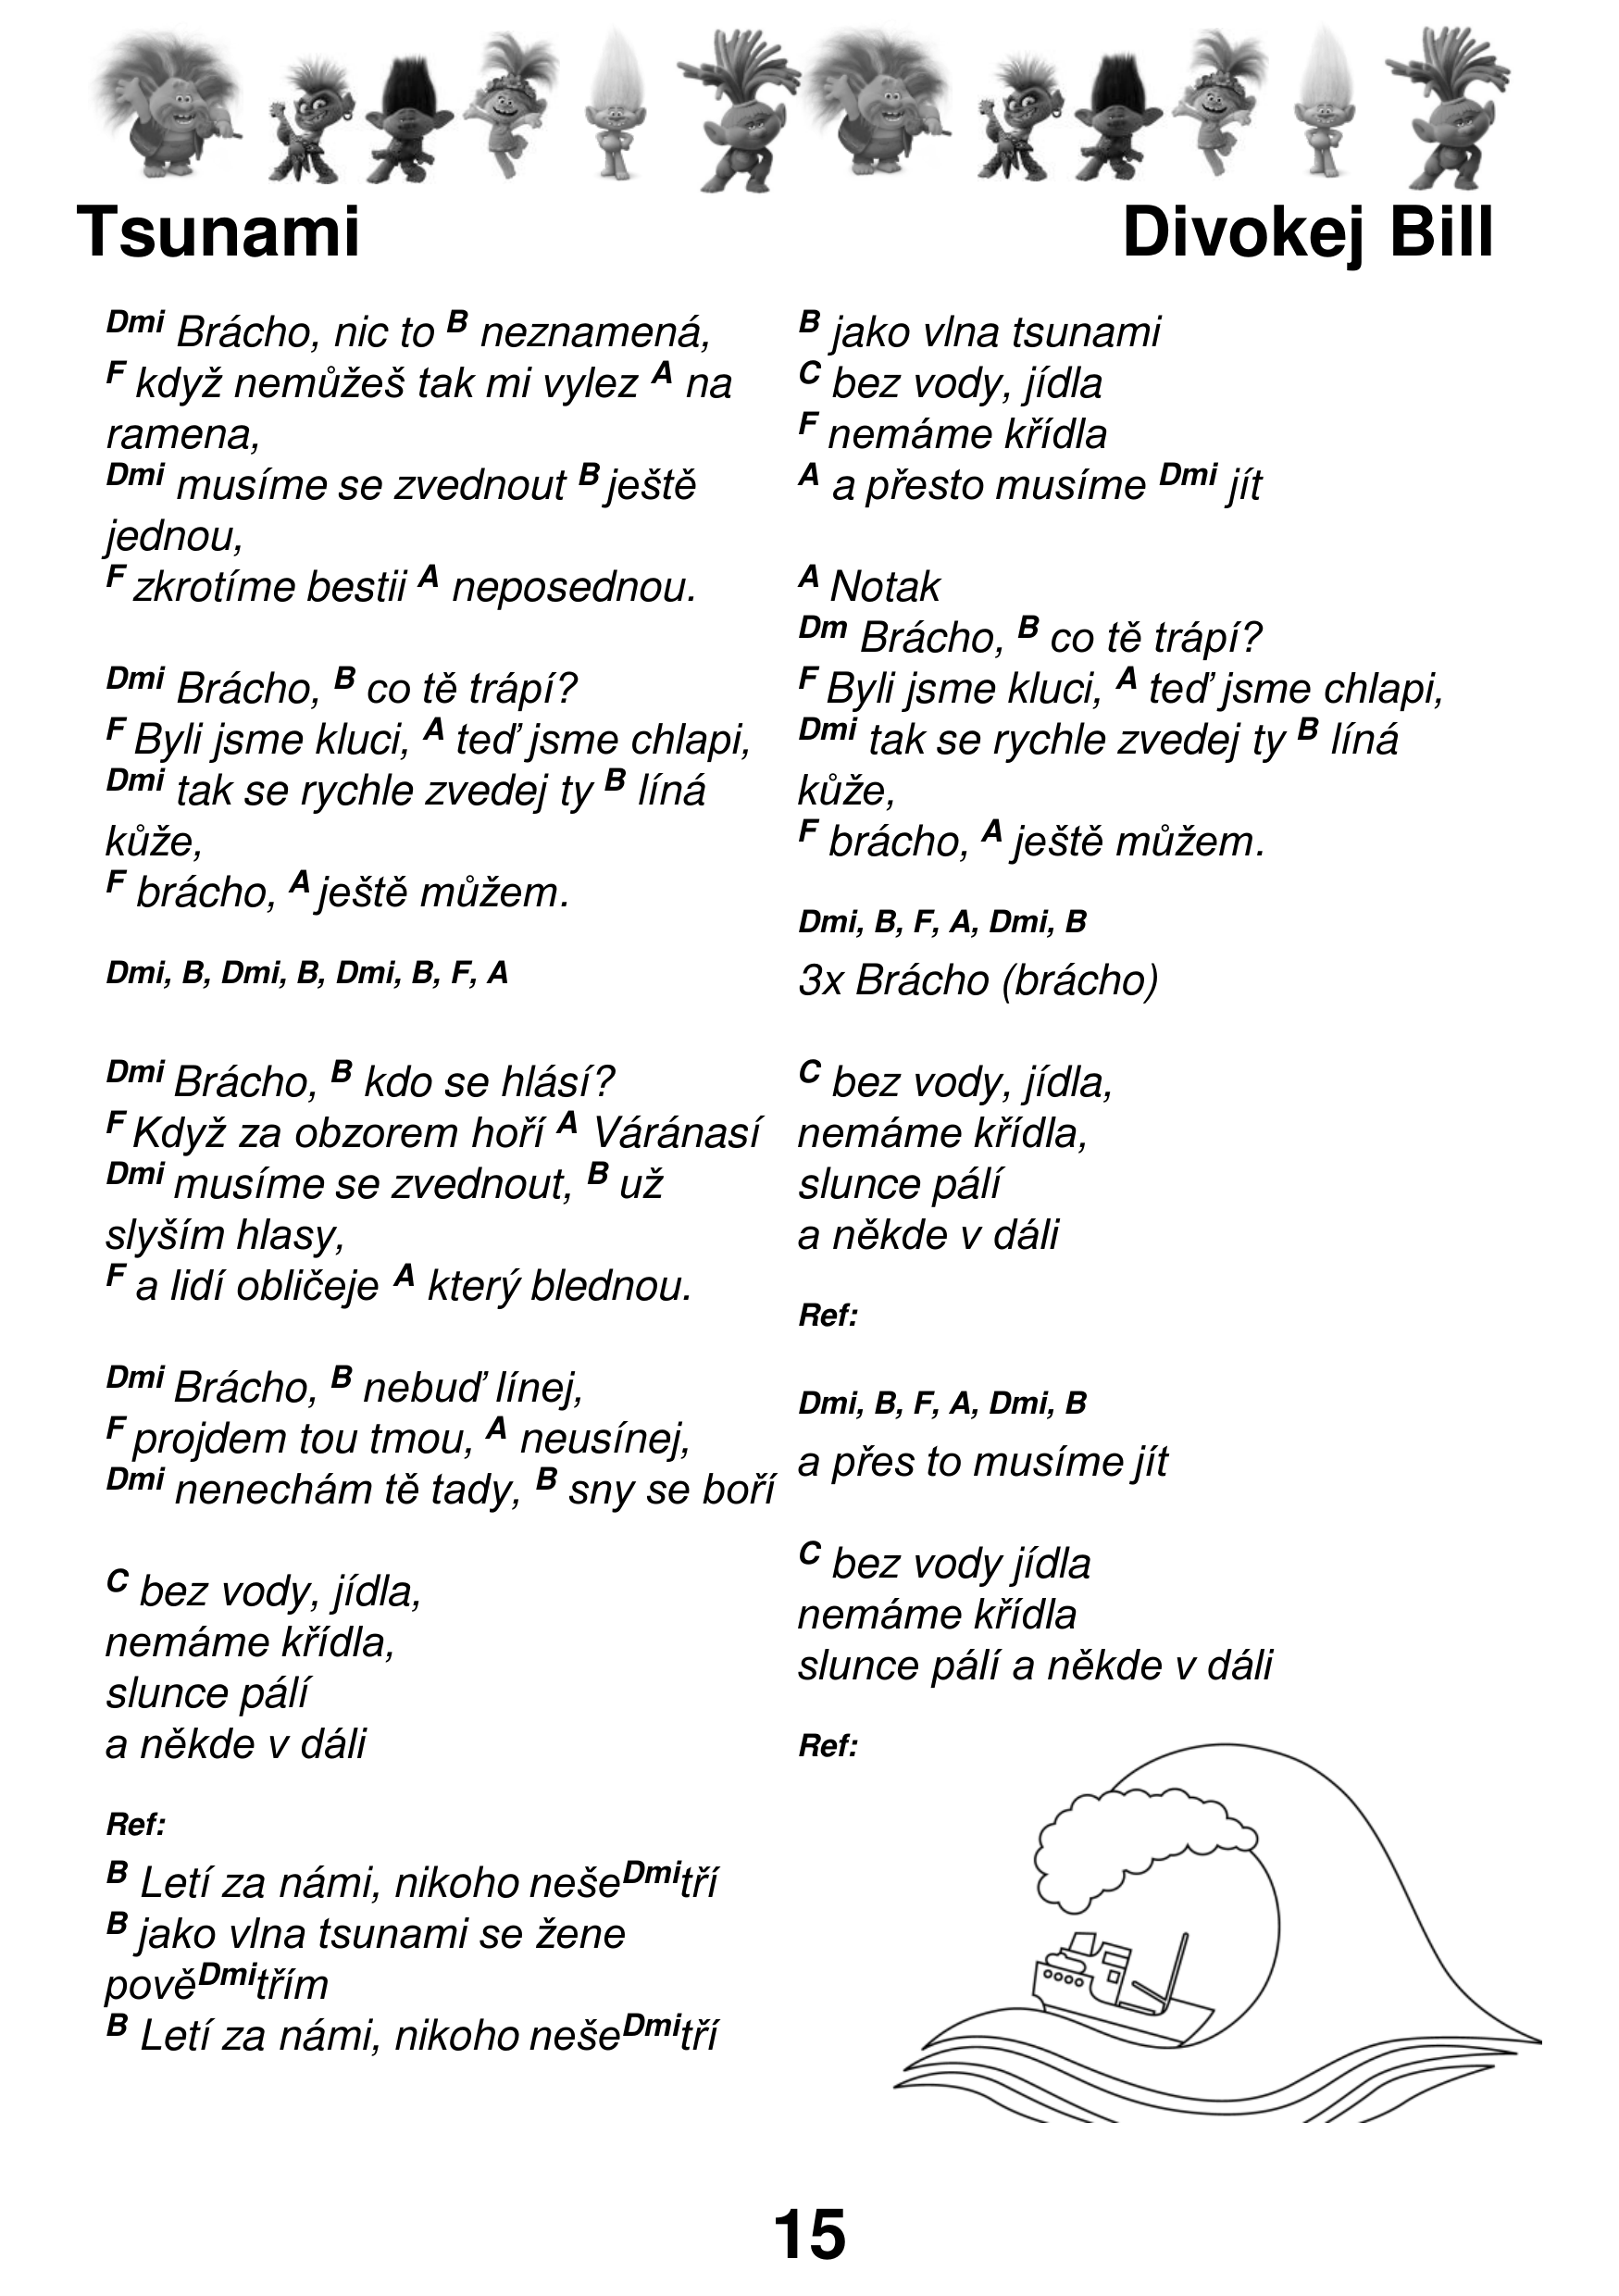 Tsunami Divokej Bill
Dmi Brácho, nic to B neznamená,
F když nemůžeš tak mi vylez A na
ramena,
Dmi musíme se zvednout B ještě
jednou,
F zkrotíme bestii A neposednou.
Dmi Brácho, B co tě trápí?
F Byli jsme kluci, A teď jsme chlapi,
Dmi tak se rychle zvedej ty B líná
kůže,
F brácho, A ještě můžem.
Dmi, B, Dmi, B, Dmi, B, F, A
Dmi Brácho, B kdo se hlásí?
F Když za obzorem hoří A Váránasí
Dmi musíme se zvednout, B už
slyším hlasy,
F a lidí obličeje A který blednou.
Dmi Brácho, B nebuď línej,
F projdem tou tmou, A neusínej,
Dmi nenechám tě tady, B sny se boří
C bez vody, jídla,
nemáme křídla,
slunce pálí
a někde v dáli
Ref:
B Letí za námi, nikoho nešeDmitří
B jako vlna tsunami se žene
pověDmitřím
B Letí za námi, nikoho nešeDmitří
B jako vlna tsunami
C bez vody, jídla
F nemáme křídla
A a přesto musíme Dmi jít
A Notak
Dm Brácho, B co tě trápí?
F Byli jsme kluci, A teď jsme chlapi,
Dmi tak se rychle zvedej ty B líná
kůže,
F brácho, A ještě můžem.
Dmi, B, F, A, Dmi, B
3x Brácho (brácho)
C bez vody, jídla,
nemáme křídla,
slunce pálí
a někde v dáli
Ref:
Dmi, B, F, A, Dmi, B
a přes to musíme jít
C bez vody jídla
nemáme křídla
slunce pálí a někde v dáli
Ref:
15